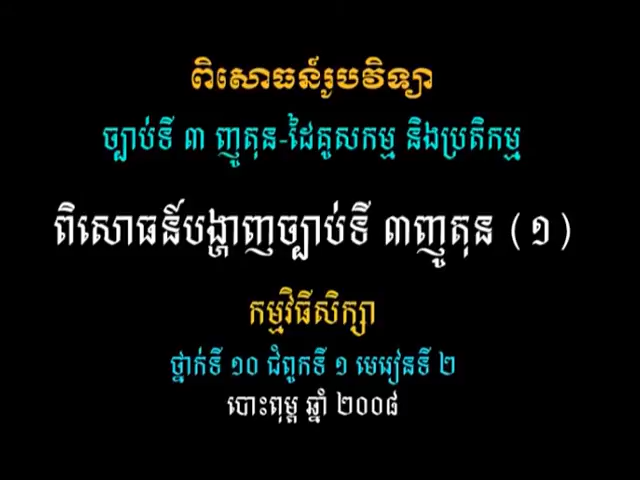 ពិសោធន៍រូបវិទ្យា
ច្បាប់ទី ៣ ញូតុន-ដៃគូសកម្ម និងប្រតិកម្ម
ពិសោធន៍បង្ហាញច្បាប់ទី ៣ញូតុន (១)
កម្មវិធីសិក្សា
ថ្នាក់ទី ១០ ជំពូកទី ១ មេរៀនទី ២
បោះពុម្ព ឆ្នាំ ២០០៨